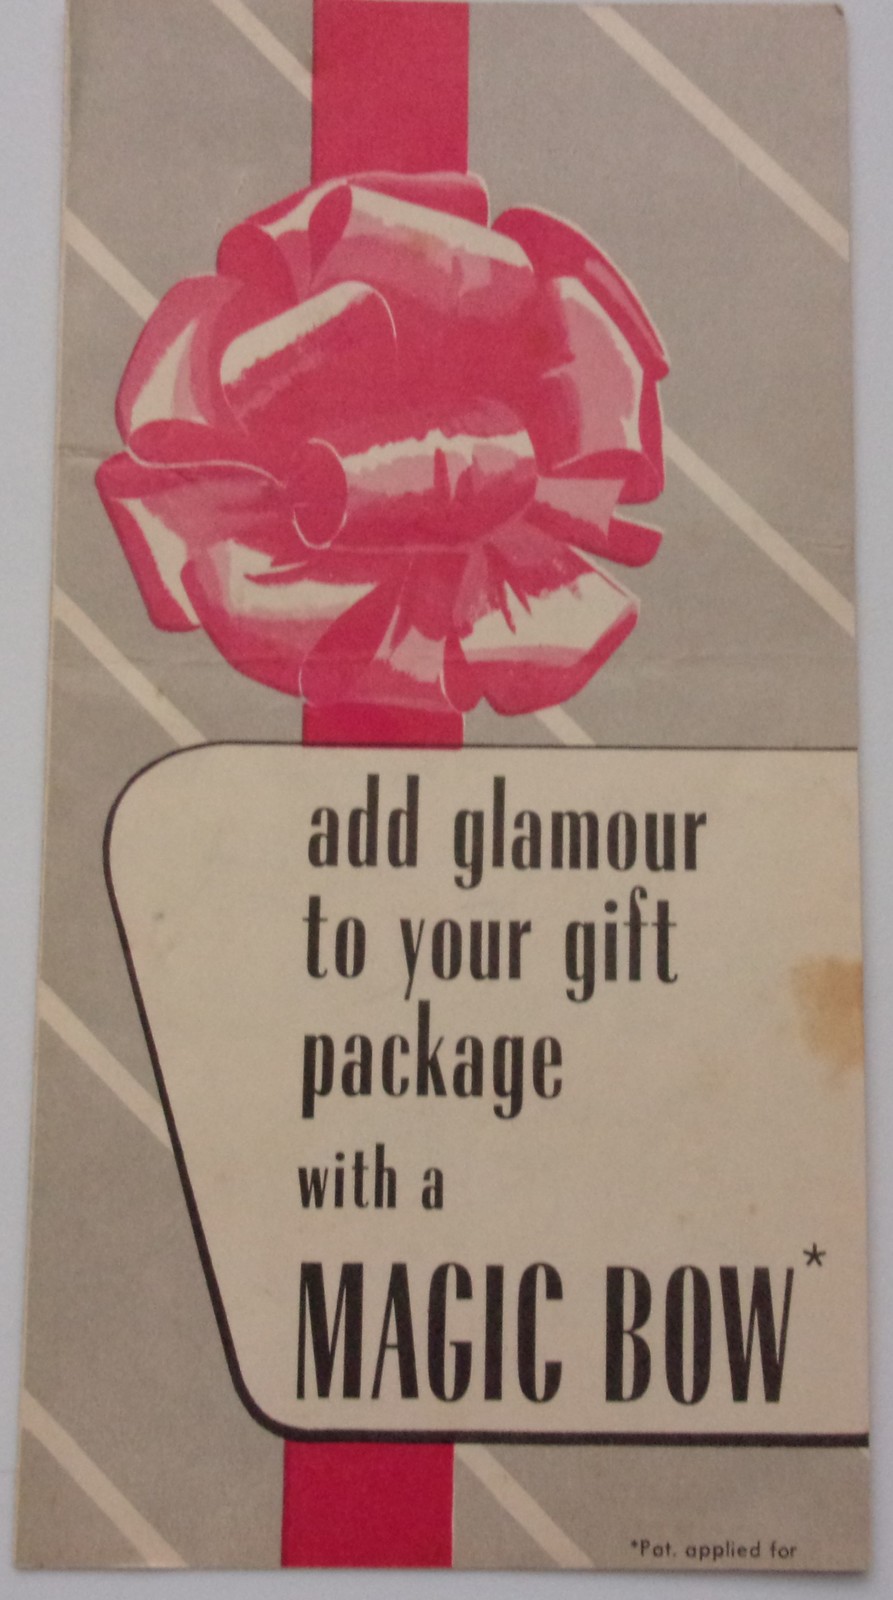 add glamour
to your gift
package
with a
MAGIC BOW*
*Pat. applied for